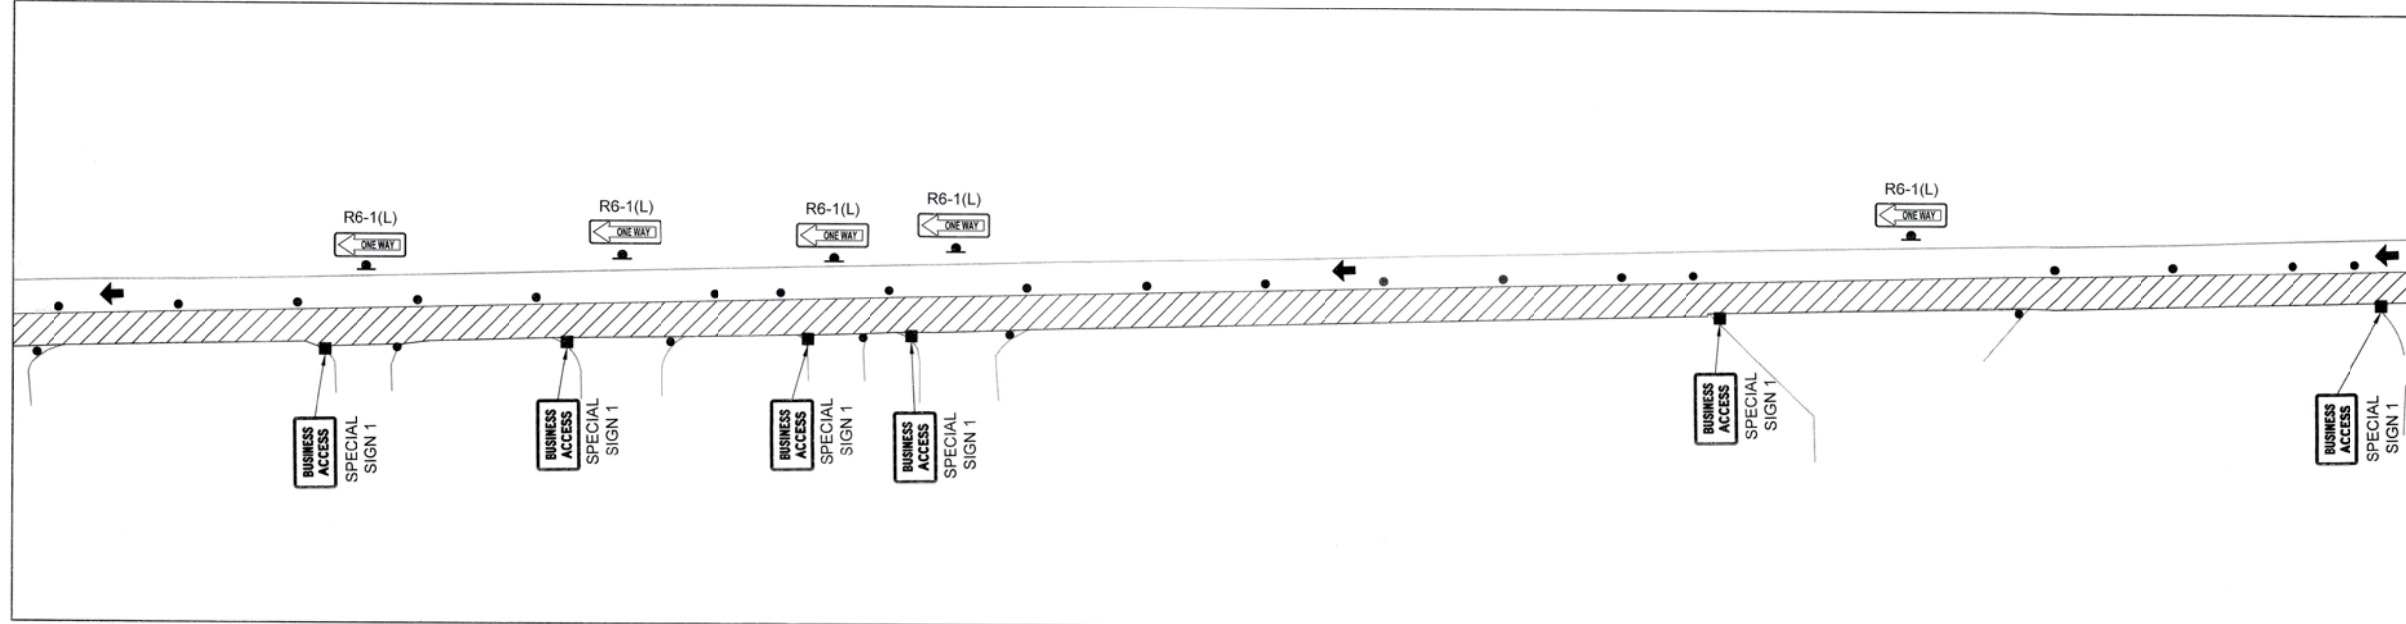 R6-1(L)
ONE WAY
R6-1(L)
ONE WAY
R6-1(L)
ONE WAY
R6-1(L)
ONE WAY
R6-1(L)
ONE WAY
BUSINESS
ACCESS
SPECIAL
SIGN 1
BUSINESS
ACCESS
SPECIAL
SIGN 1
BUSINESS
ACCESS
SPECIAL
SIGN 1
BUSINESS
ACCESS
SPECIAL
SIGN 1
BUSINESS
ACCESS
SPECIAL
SIGN 1
BUSINESS
ACCESS
SPECIAL
SIGN 1